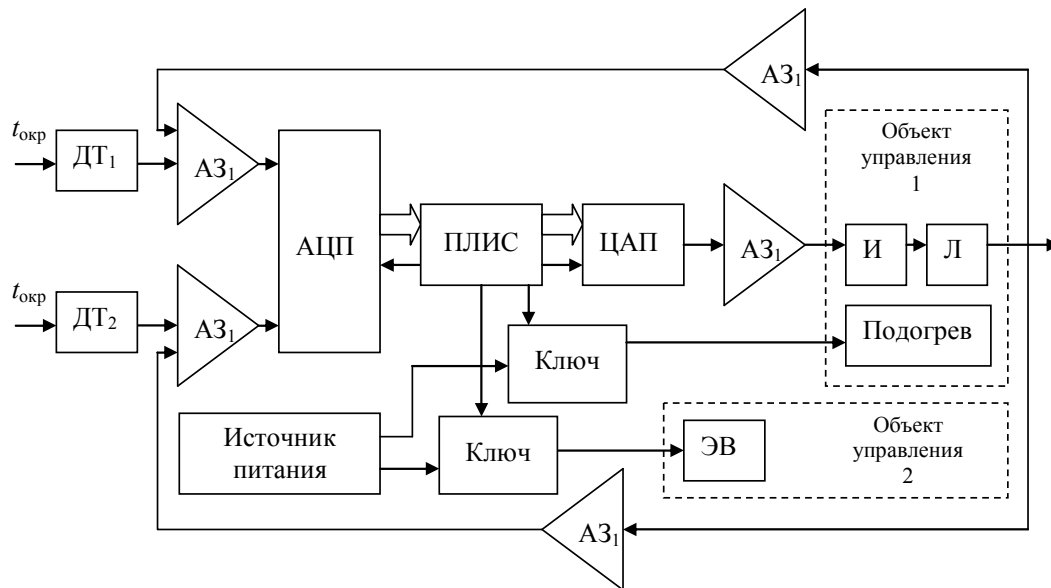 АЗ₁
Объект
управления
1
tокр
ДТ₁
АЗ₁
АЦП
ПЛИС
ЦАП
АЗ₁
И
Л
tокр
ДТ₂
АЗ₁
Подогрев
Ключ
Источник
питания
Ключ
ЭВ
Объект
управления
2
АЗ₁